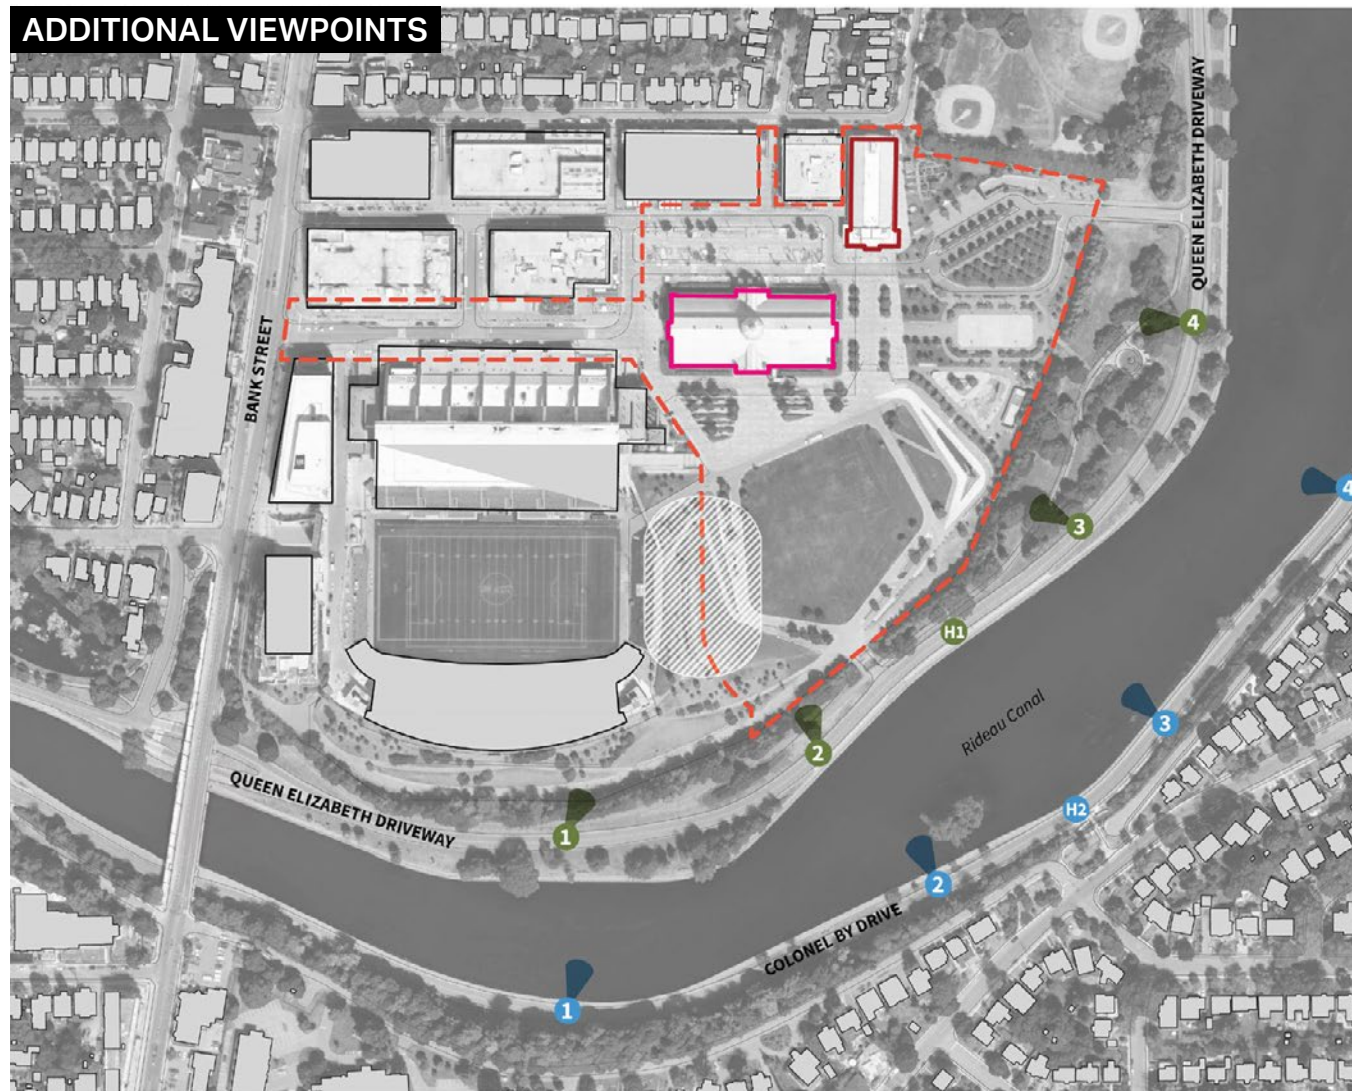 ADDITIONAL VIEWPOINTS
QUEEN ELIZABETH DRIVEWAY
4
BANK STREET
4
3
H1
Rideau Canal
3
2
QUEEN ELIZABETH DRIVEWAY
1
H2
2
COLONEL BY DRIVE
1